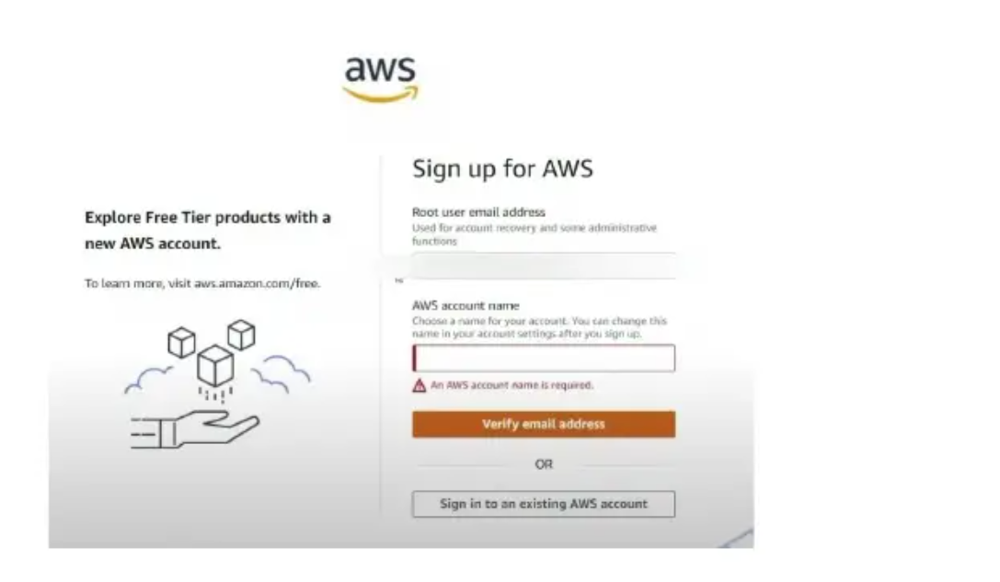 aws
Sign up for AWS
Explore Free Tier products with a
new AWS account.
To learn more, visit aws.amazon.com/free.
Root user email address
Used for account recovery and some administrative
functions
AWS account name
Choose a name for your account. You can change this
name in your account settings after you sign up.
An AWS account name is required.
Verify email address
OR
Sign in to an existing AWS account